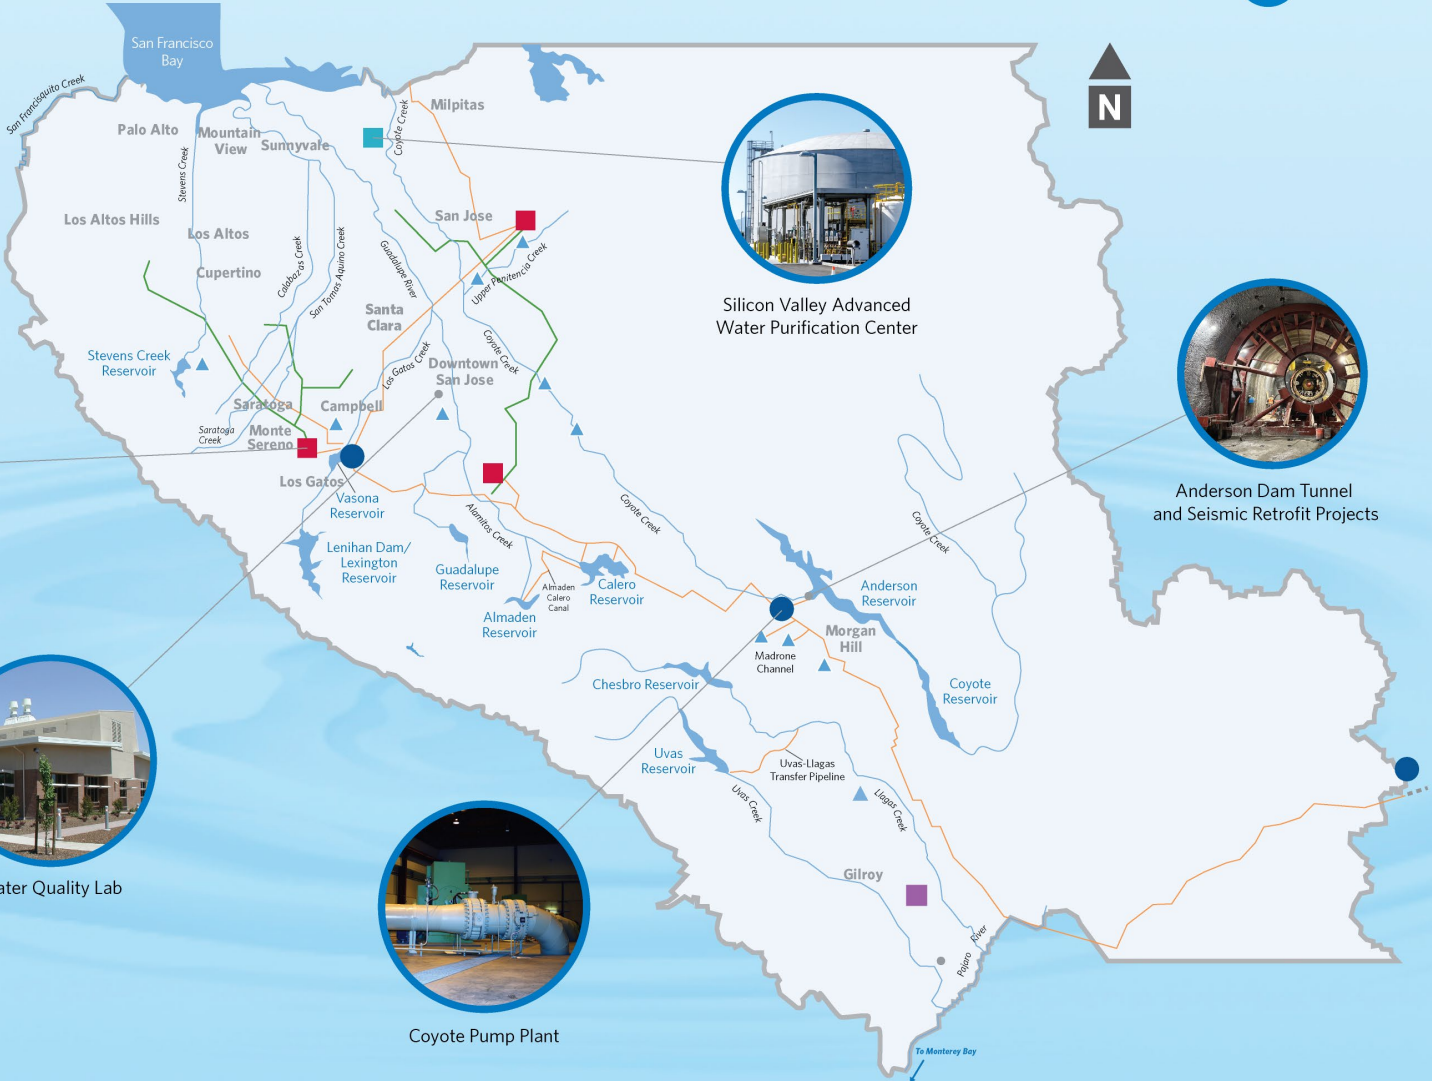 San Francisco
Bay
San Francisquito Creek
Palo Alto
Mountain
View
Sunnyvale
Milpitas
Coyote Creek
N
Stevens Creek
Los Altos Hills
Los Altos
San Jose
Cupertino
Calabazas Creek
San Tomas Aquino Creek
Guadalupe River
Upper Penitencia Creek
Silicon Valley Advanced
Water Purification Center
Santa
Clara
Stevens Creek
Reservoir
Los Gatos Creek
Coyote Creek
Downtown
San Jose
Saratoga
Campbell
Saratoga
Creek
Monte
Sereno
Los Gatos
Vasona
Reservoir
Anderson Dam Tunnel
and Seismic Retrofit Projects
Alamitos Creek
Coyote Creek
Coyote Creek
Lenihan Dam/
Lexington
Reservoir
Guadalupe
Reservoir
Almaden
Calero
Canal
Calero
Reservoir
Anderson
Reservoir
Almaden
Reservoir
Morgan
Hill
Madrone
Channel
Chesbro Reservoir
Coyote
Reservoir
Uvas
Reservoir
Uvas-Llagas
Transfer Pipeline
Uvas Creek
Llagas Creek
Gilroy
ater Quality Lab
Pajaro River
Coyote Pump Plant
To Monterey Bay